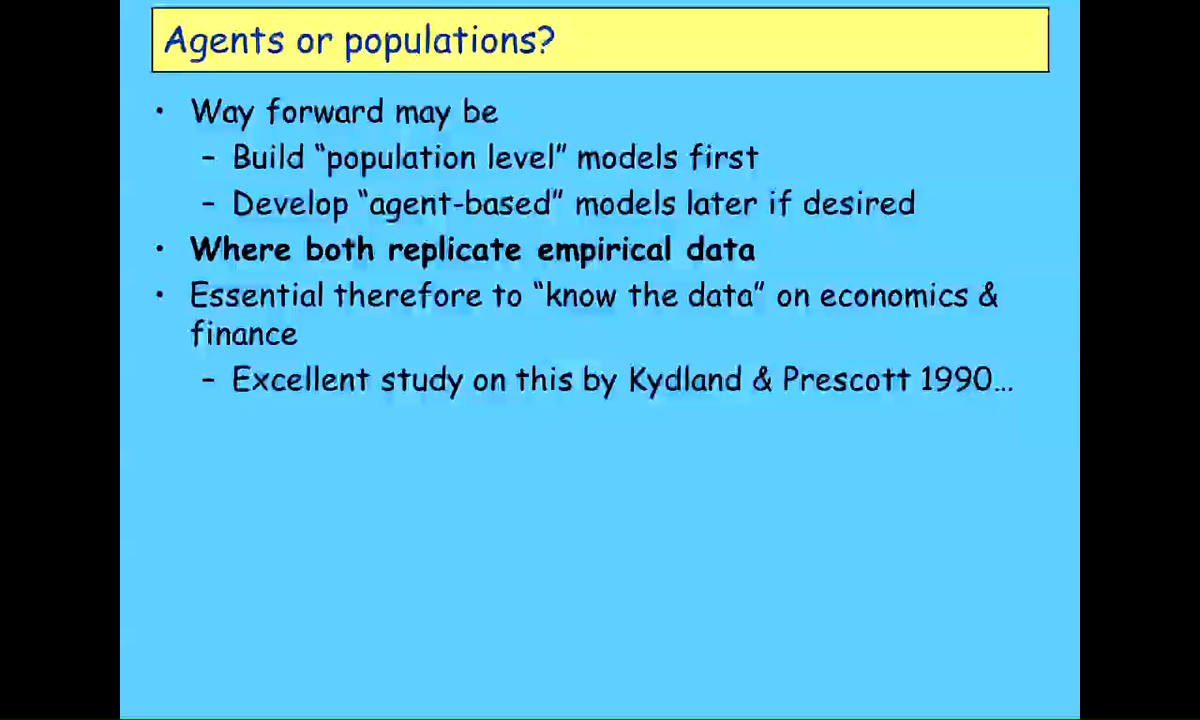 Agents or populations?
• Way forward may be
– Build “population level” models first
– Develop “agent-based” models later if desired
• Where both replicate empirical data
• Essential therefore to “know the data” on economics &
finance
– Excellent study on this by Kydland & Prescott 1990…